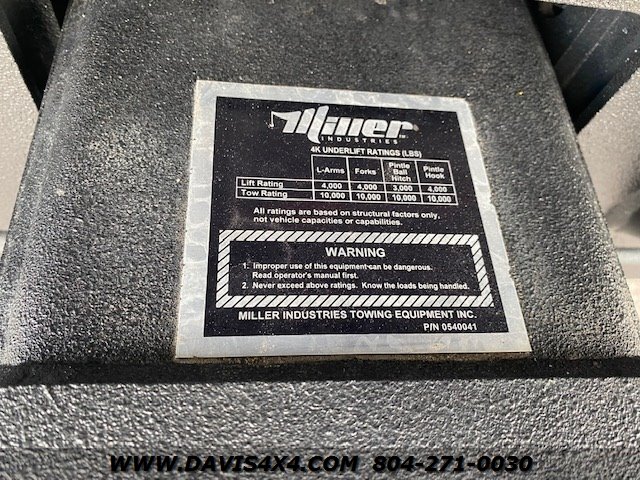 Miller
INDUSTRIES
4K UNDERLIFT RATINGS (LBS)
L-Arms Forks Pintle Ball Hitch Pintle Hook
Lift Rating 4,000 4,000 3,000 4,000
Tow Rating 10,000 10,000 10,000 10,000
All ratings are based on structural factors only,
not vehicle capacities or capabilities.
WARNING
1. Improper use of this equipment can be dangerous.
Read operator's manual first.
2. Never exceed above ratings. Know the loads being handled.
MILLER INDUSTRIES TOWING EQUIPMENT INC.
P/N 0540041
WWW.DAVIS4X4.COM 804-271-0030